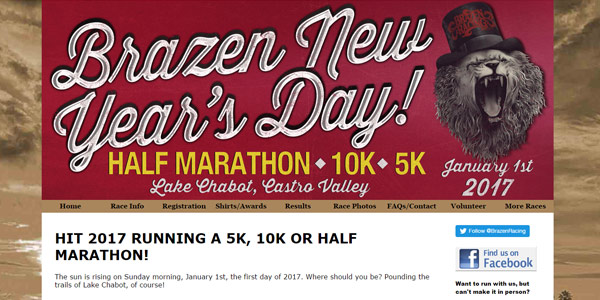 Brazen New
Year's Day!
HALF MARATHON • 10K • 5K
Lake Chabot, Castro Valley
January 1st
2017
Home Race Info Registration Shirts/Awards Results Race Photos FAQs/Contact Volunteer More Races
HIT 2017 RUNNING A 5K, 10K OR HALF
MARATHON!
The sun is rising on Sunday morning, January 1st, the first day of 2017. Where should you be? Pounding the
trails of Lake Chabot, of course!
Follow @BrazenRacing
Find us on
Facebook
Want to run with us, but
can't make it in person?